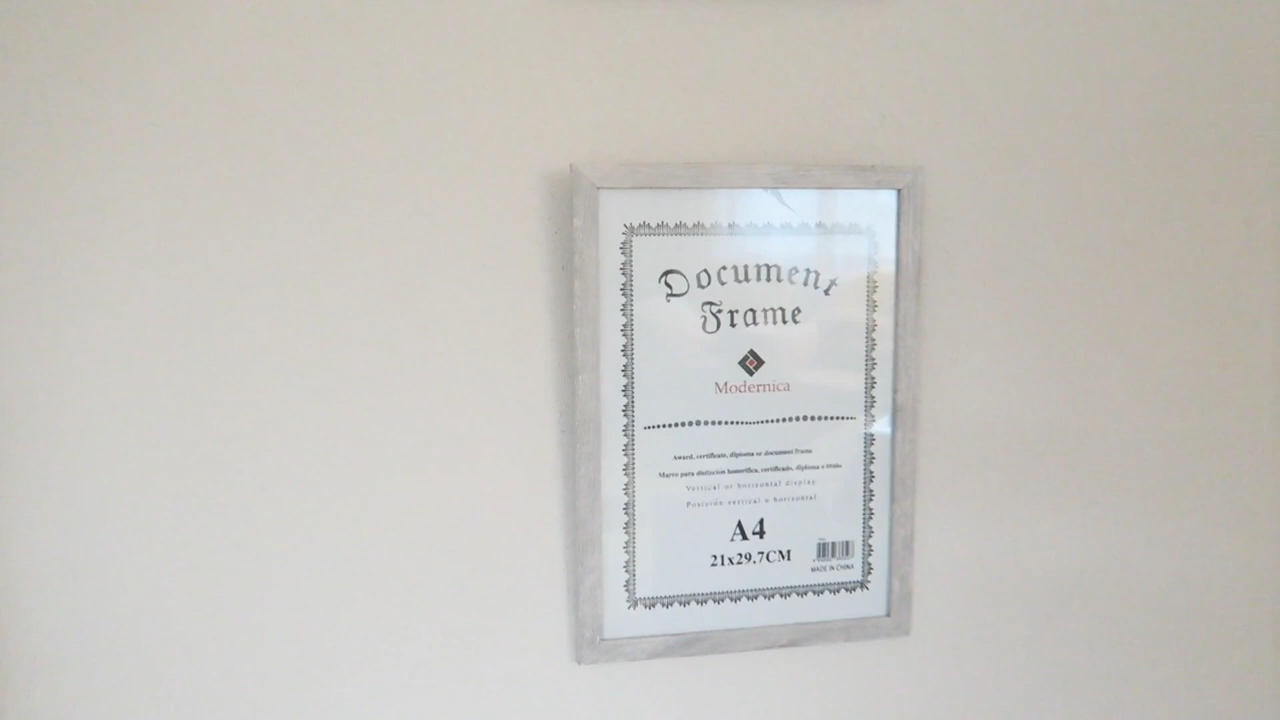 Document
Frame
Modernica
Award, certificate, diploma or document frame
Marco para distinción honorífica, certificado, diploma o título
Vertical or horizontal display
Posición vertical o horizontal
A4
21x29.7CM
MADE IN CHINA